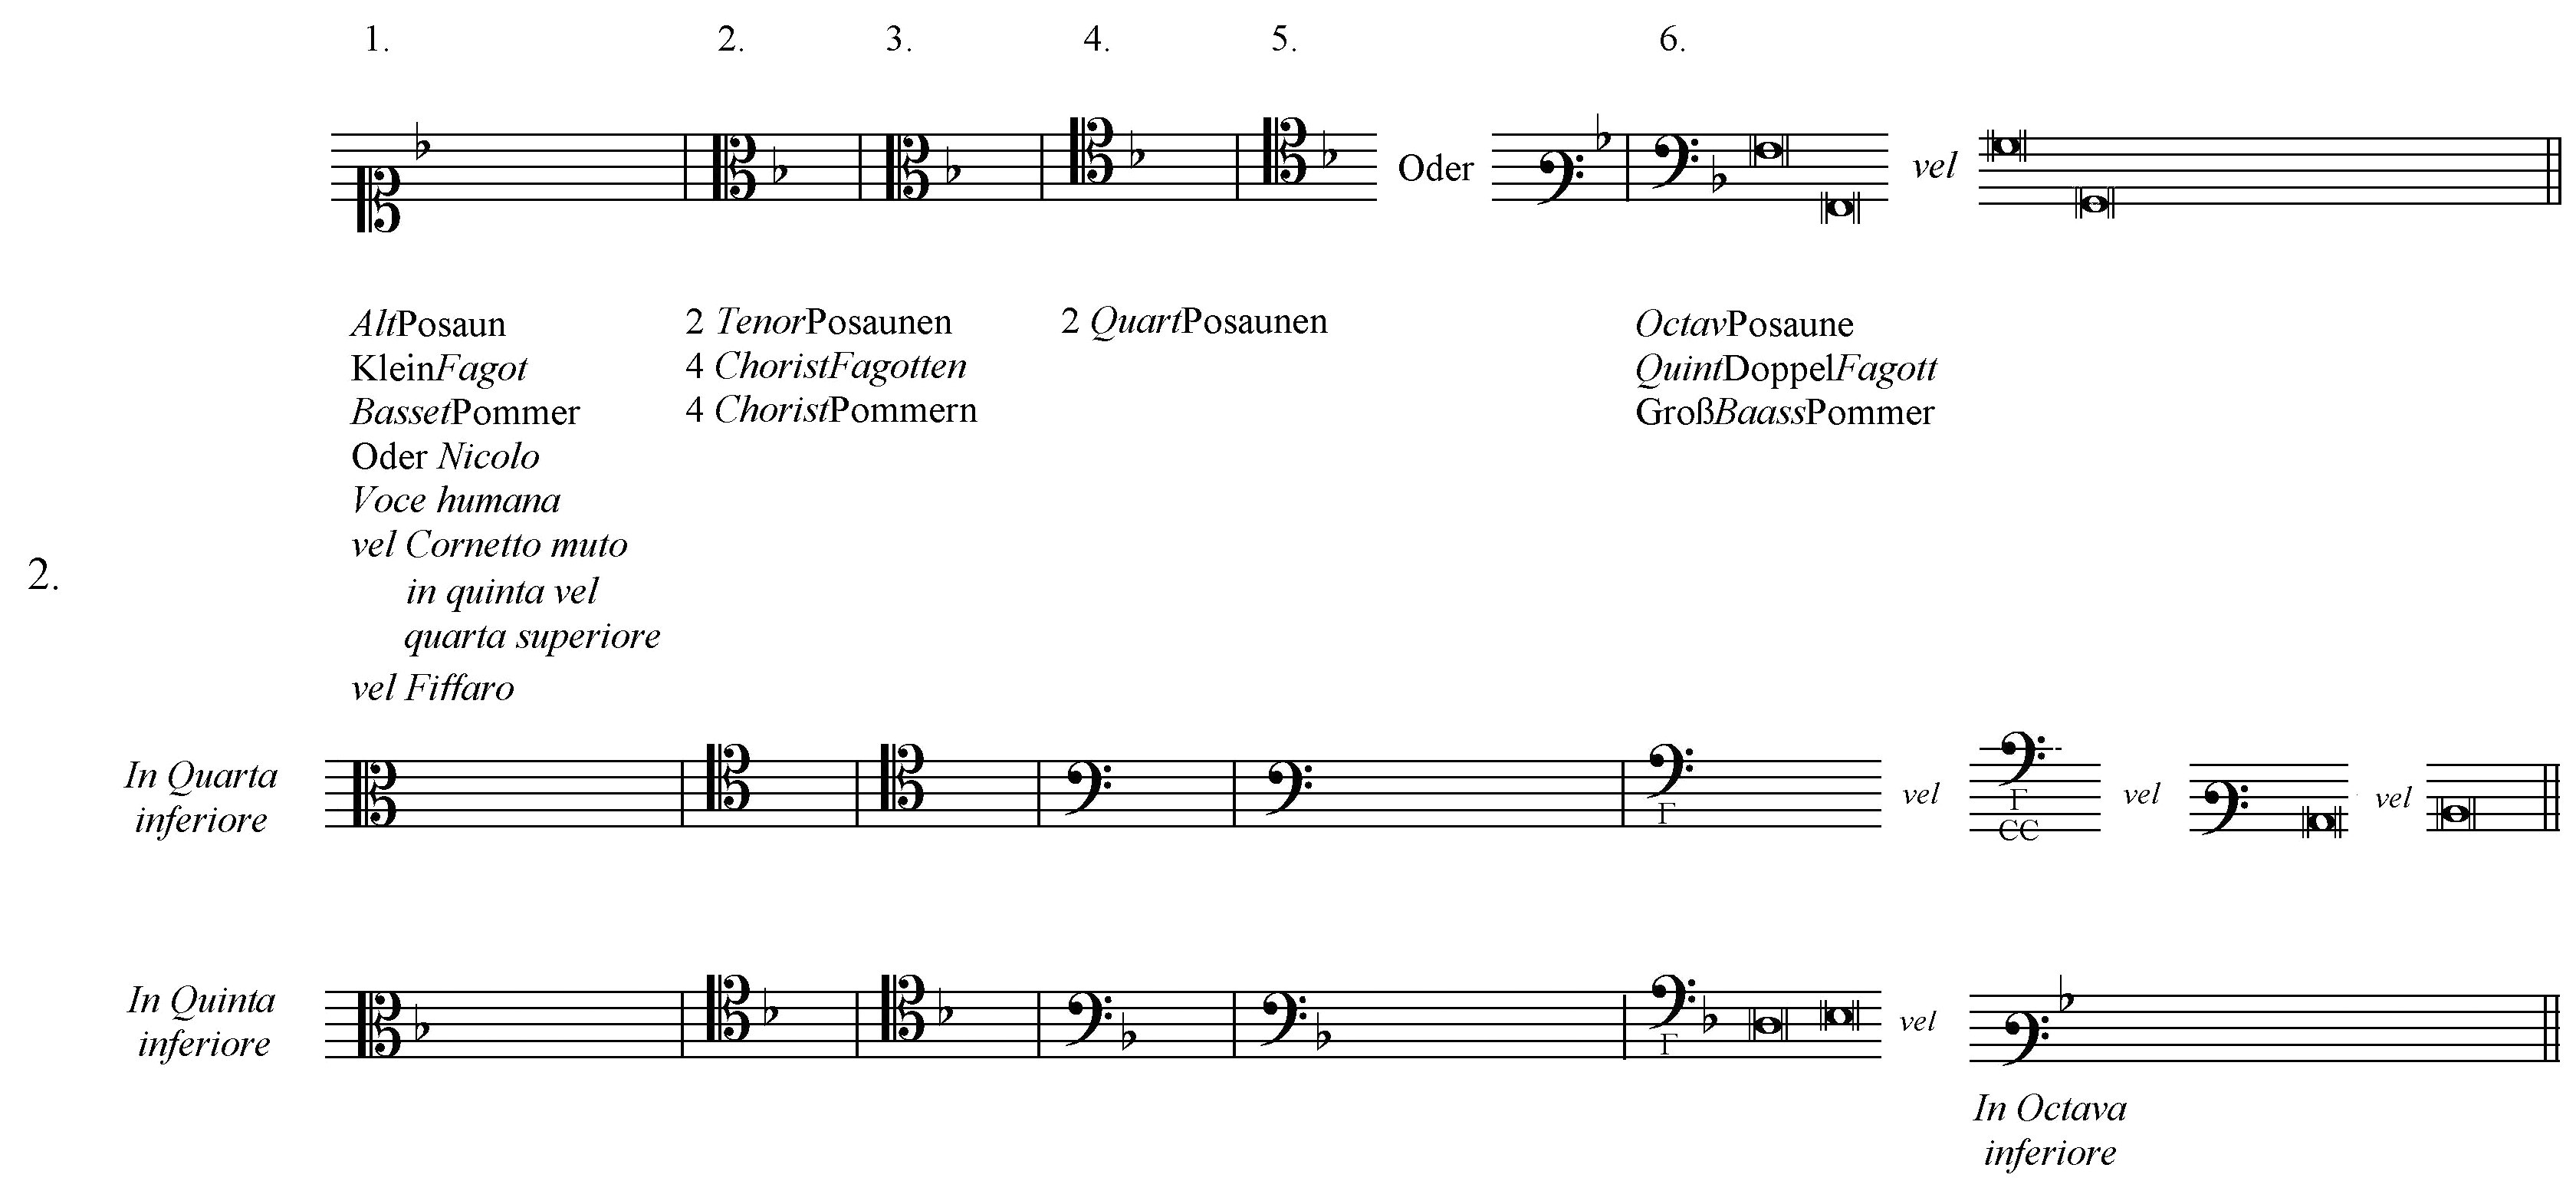 1. 2. 3. 4. 5. 6.
Oder vel
AltPosaun
KleinFagot
BassetPommer
Oder Nicolo
Voce humana
vel Cornetto muto
in quinta vel
quarta superiore
vel Fiffaro
2 TenorPosaunen
4 ChoristFagotten
4 ChoristPommern
2 QuartPosaunen
OctavPosaune
QuintDoppelFagott
GroßBaassPommer
2.
In Quarta
inferiore
Γ vel Γ vel vel
CC
In Quinta
inferiore
Γ vel
In Octava
inferiore